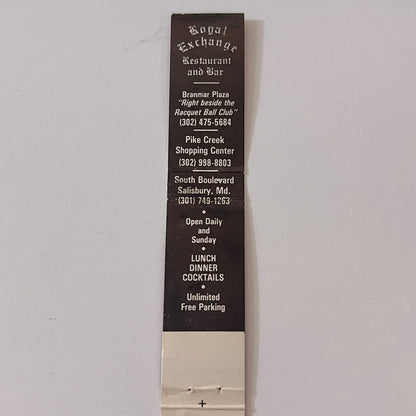 Royal
Exchange
Restaurant
and Bar
Branmar Plaza
"Right beside the
Racquet Ball Club"
(302) 475-5684
Pike Creek
Shopping Center
(302) 998-8803
South Boulevard
Salisbury, Md.
(301) 749-1263
•
Open Daily
and
Sunday
•
LUNCH
DINNER
COCKTAILS
•
Unlimited
Free Parking